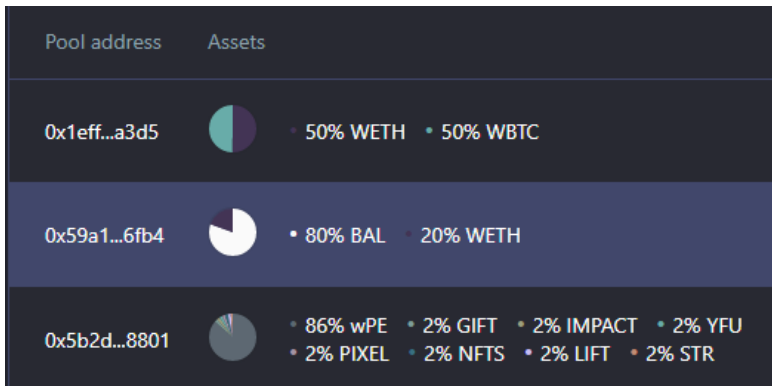 Pool address Assets
0x1eff...a3d5 • 50% WETH • 50% WBTC
0x59a1...6fb4 • 80% BAL • 20% WETH
0x5b2d...8801 • 86% wPE • 2% GIFT • 2% IMPACT • 2% YFU
• 2% PIXEL • 2% NFTS • 2% LIFT • 2% STR